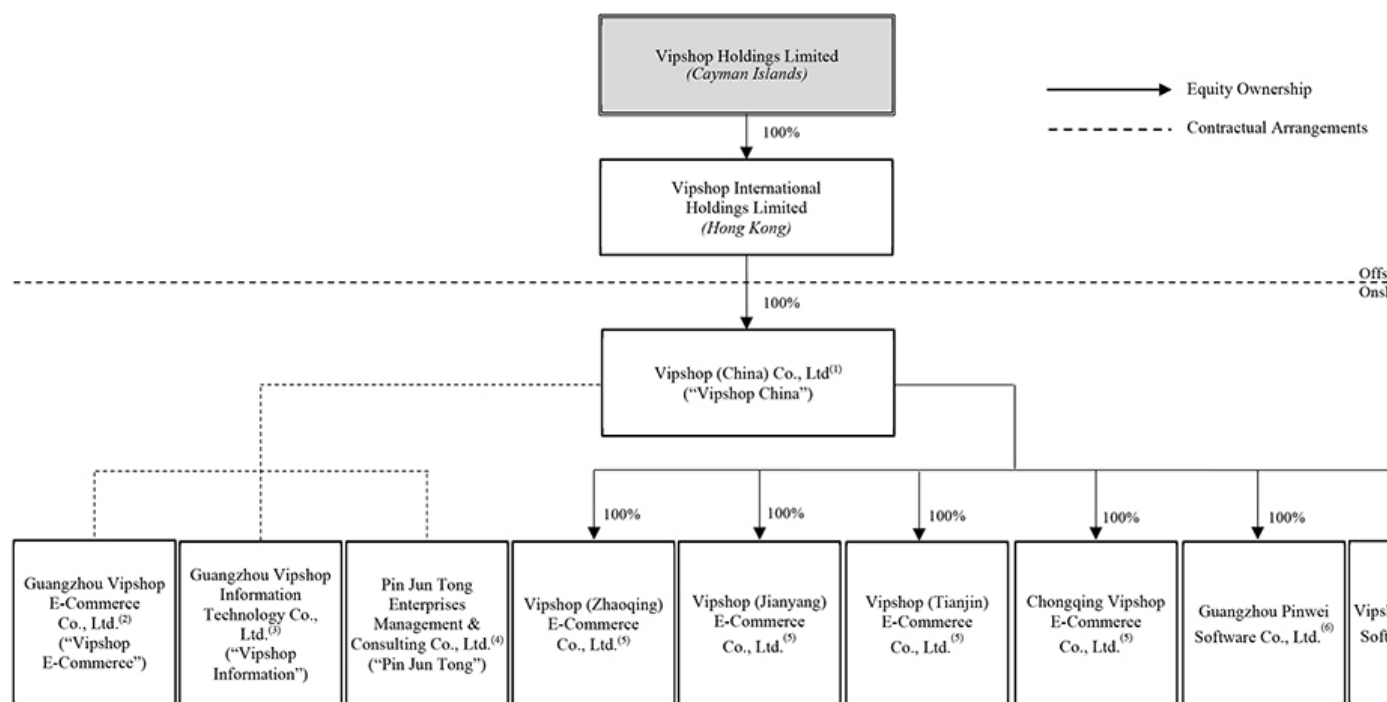 Vipshop Holdings Limited
(Cayman Islands)
Equity Ownership
Contractual Arrangements
100%
Vipshop International
Holdings Limited
(Hong Kong)
100%
Vipshop (China) Co., Ltd(1)
(“Vipshop China”)
100%
100%
100%
100%
100%
Guangzhou Vipshop
E-Commerce
Co., Ltd.(2)
(“Vipshop
E-Commerce”)
Guangzhou Vipshop
Information
Technology Co.,
Ltd.(3)
(“Vipshop
Information”)
Pin Jun Tong
Enterprises
Management &
Consulting Co., Ltd.(4)
(“Pin Jun Tong”)
Vipshop (Zhaoqing)
E-Commerce
Co., Ltd.(5)
Vipshop (Jianyang)
E-Commerce
Co., Ltd.(5)
Vipshop (Tianjin)
E-Commerce
Co., Ltd.(5)
Chongqing Vipshop
E-Commerce
Co., Ltd.(5)
Guangzhou Pinwei
Software Co., Ltd.(6)